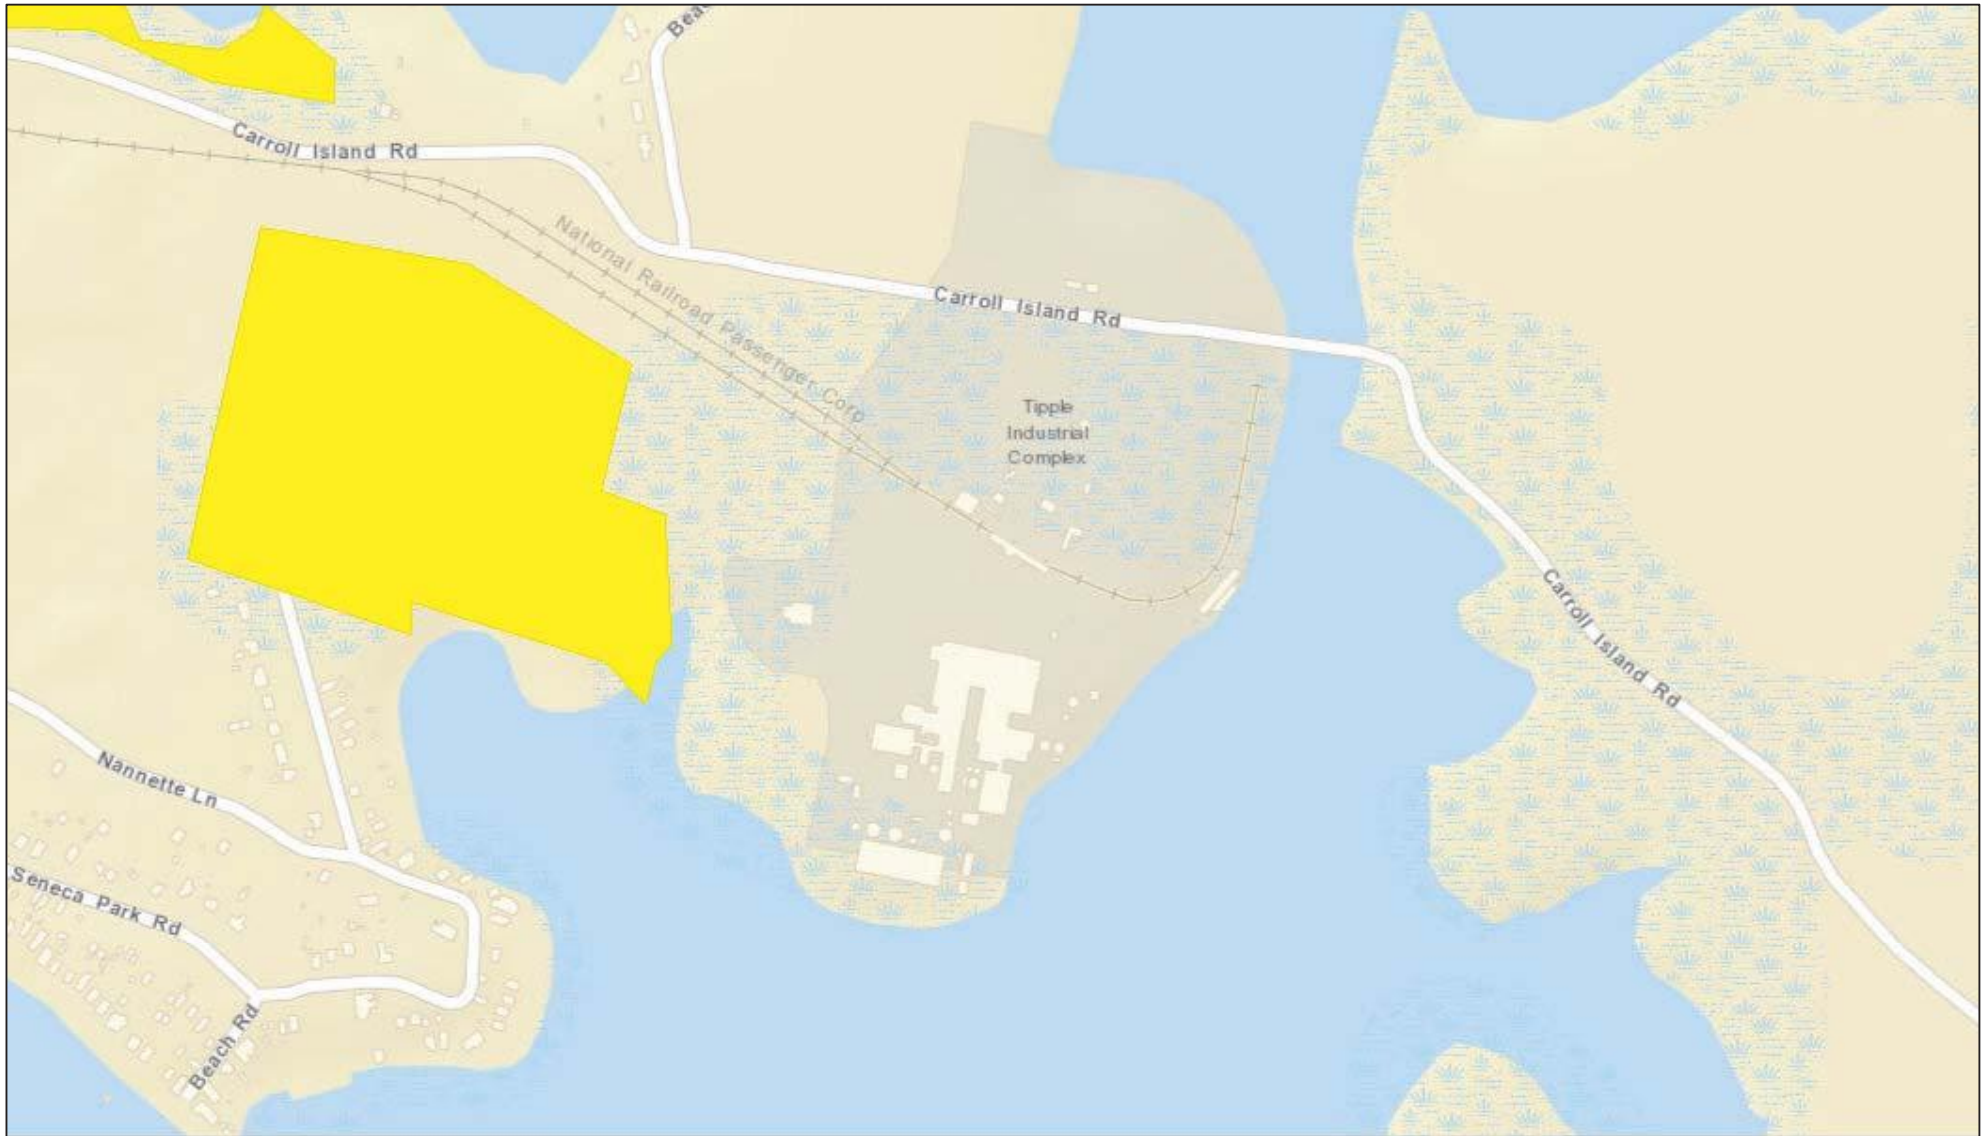 Beac
Carroll Island Rd
National Railroad Passenger Corp
Carroll Island Rd
Tipple
Industrial
Complex
Carroll Island Rd
Nannette Ln
Seneca Park Rd
Beach Rd